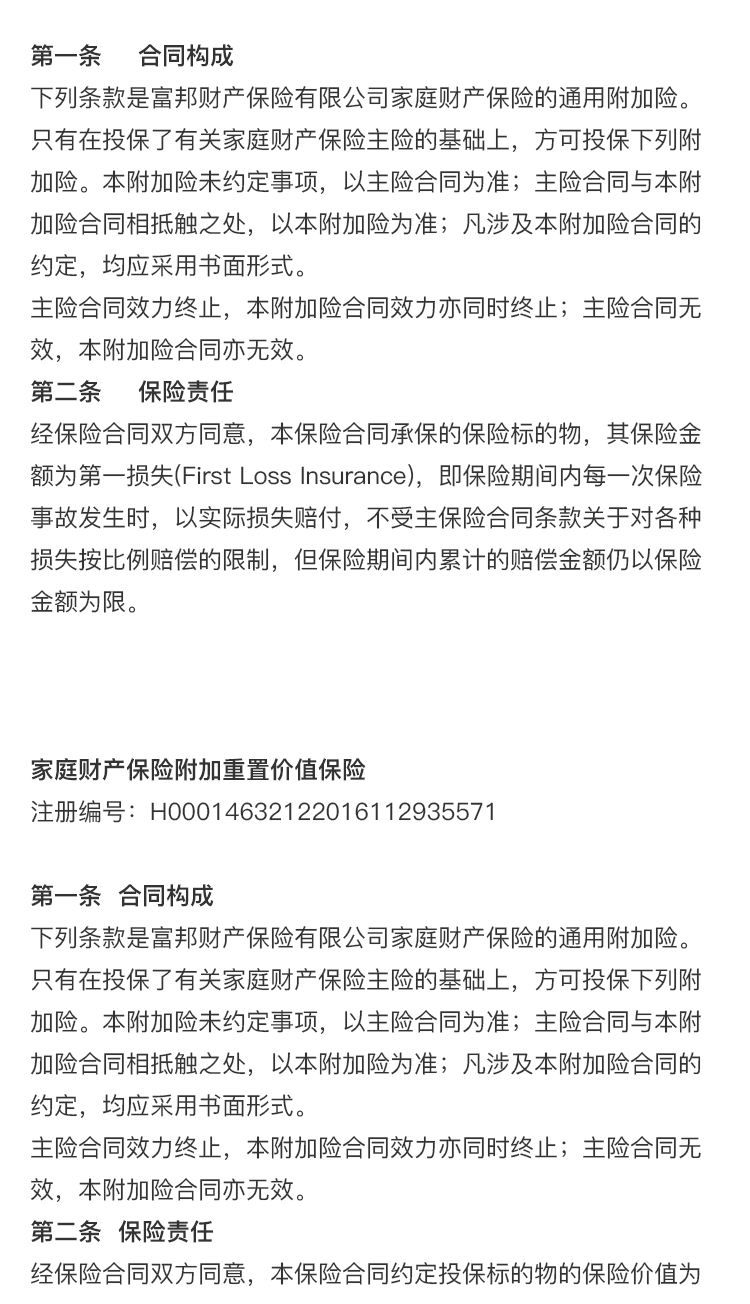 第一条 合同构成
下列条款是富邦财产保险有限公司家庭财产保险的通用附加险。
只有在投保了有关家庭财产保险主险的基础上，方可投保下列附
加险。本附加险未约定事项，以主险合同为准；主险合同与本附
加险合同相抵触之处，以本附加险为准；凡涉及本附加险合同的
约定，均应采用书面形式。
主险合同效力终止，本附加险合同效力亦同时终止；主险合同无
效，本附加险合同亦无效。
第二条 保险责任
经保险合同双方同意，本保险合同承保的保险标的物，其保险金
额为第一损失(First Loss Insurance)，即保险期间内每一次保险
事故发生时，以实际损失赔付，不受主保险合同条款关于对各种
损失按比例赔偿的限制，但保险期间内累计的赔偿金额仍以保险
金额为限。
家庭财产保险附加重置价值保险
注册编号：H00014632122016112935571
第一条 合同构成
下列条款是富邦财产保险有限公司家庭财产保险的通用附加险。
只有在投保了有关家庭财产保险主险的基础上，方可投保下列附
加险。本附加险未约定事项，以主险合同为准；主险合同与本附
加险合同相抵触之处，以本附加险为准；凡涉及本附加险合同的
约定，均应采用书面形式。
主险合同效力终止，本附加险合同效力亦同时终止；主险合同无
效，本附加险合同亦无效。
第二条 保险责任
经保险合同双方同意，本保险合同约定投保标的物的保险价值为